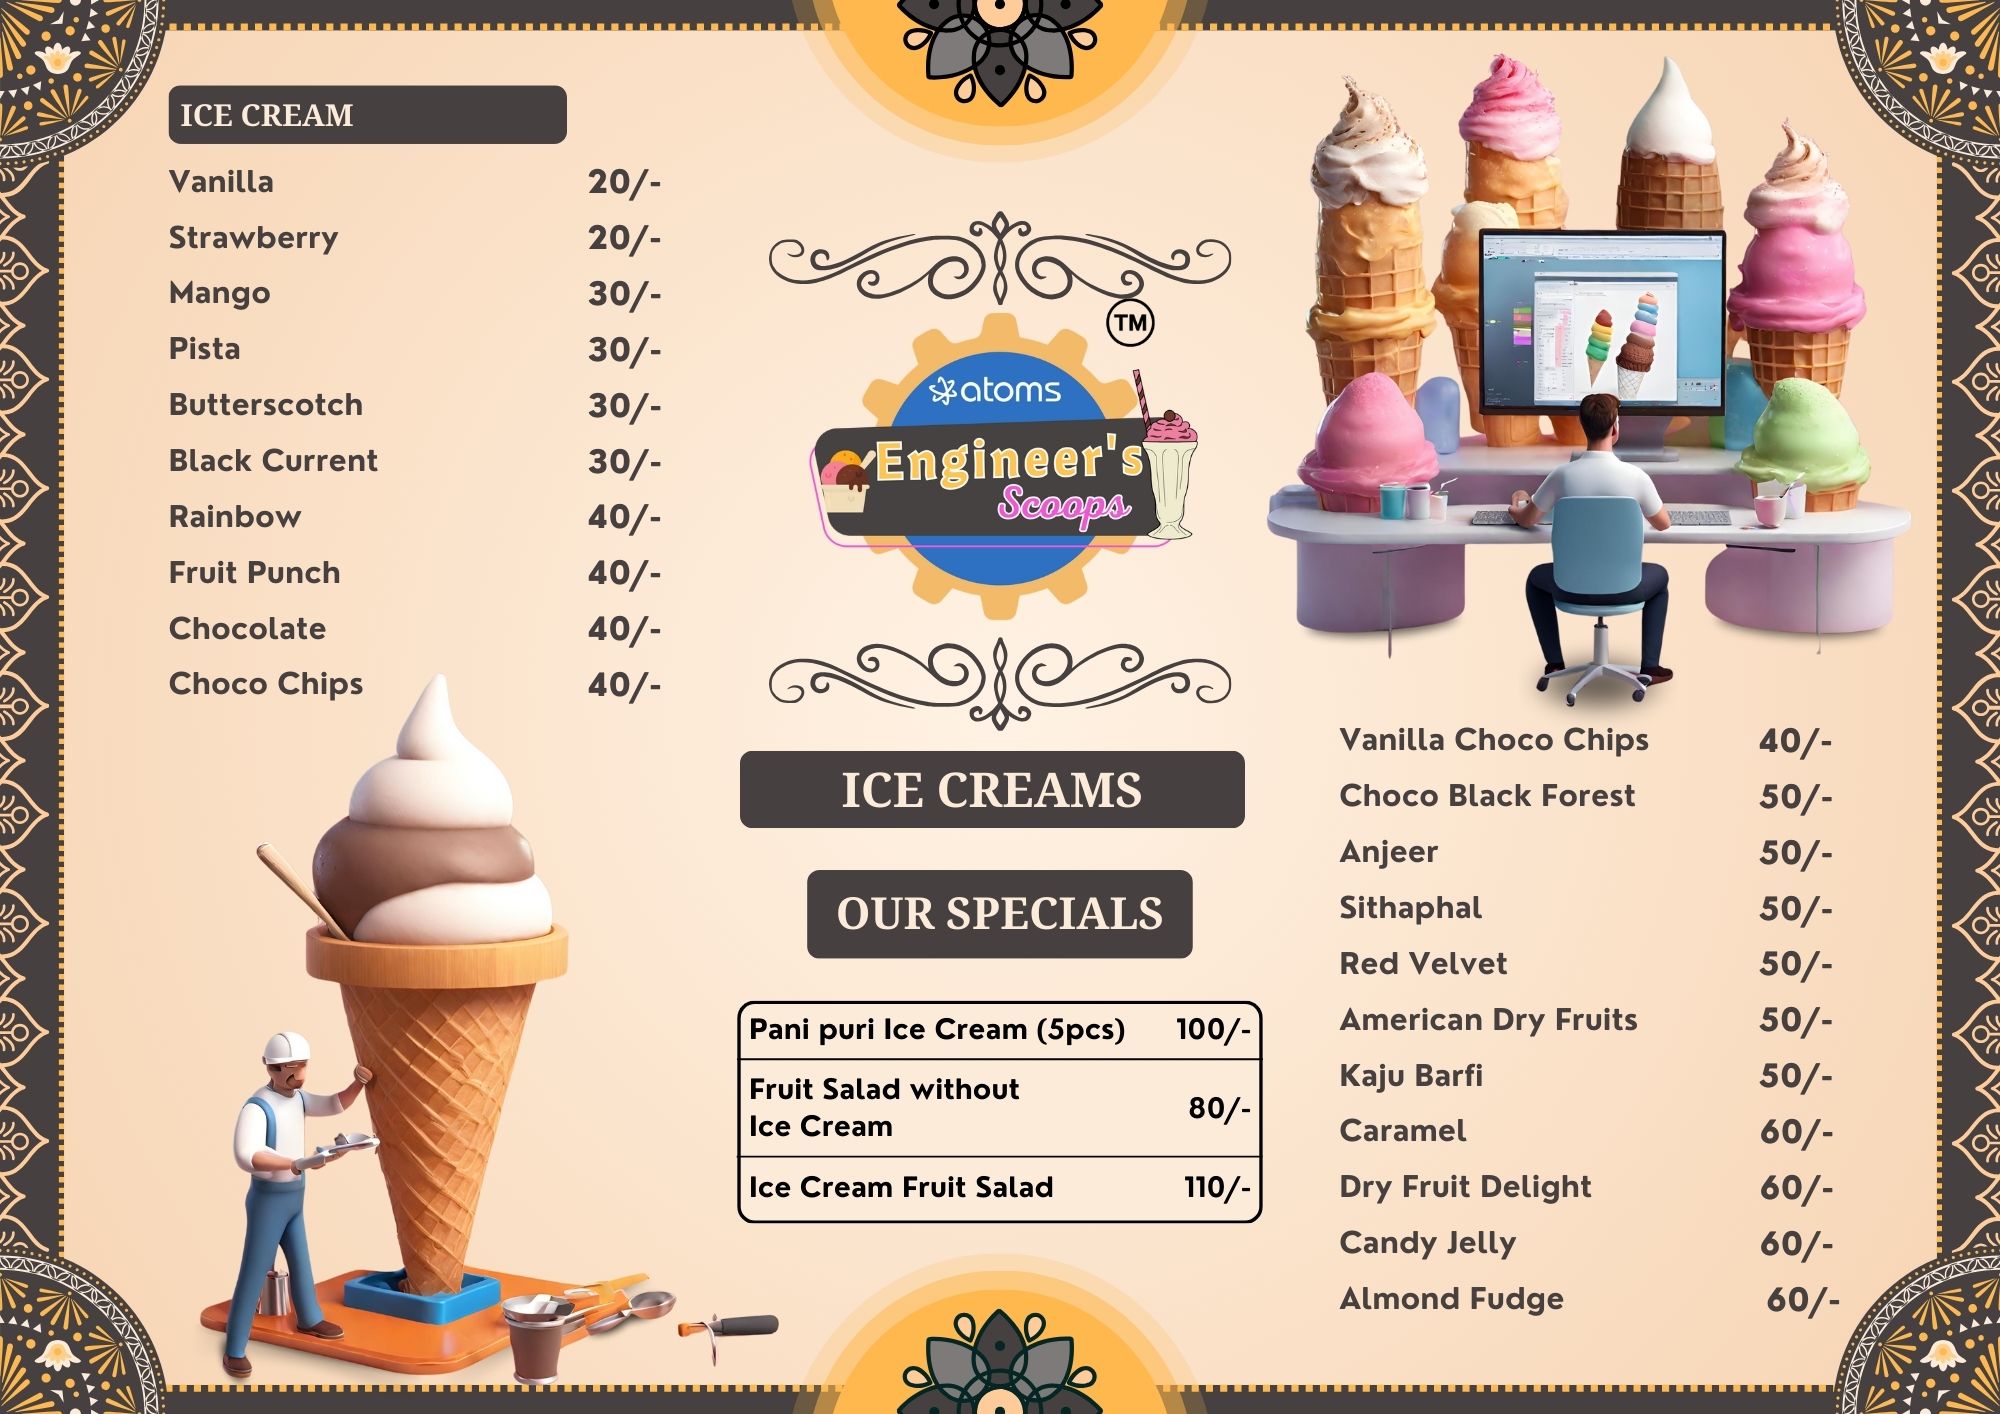 ICE CREAM
Vanilla 20/-
Strawberry 20/-
Mango 30/-
Pista 30/-
Butterscotch 30/-
Black Current 30/-
Rainbow 40/-
Fruit Punch 40/-
Chocolate 40/-
Choco Chips 40/-
TM
atoms
Engineer's
Scoops
ICE CREAMS
OUR SPECIALS
Pani puri Ice Cream (5pcs) 100/-
Fruit Salad without
Ice Cream 80/-
Ice Cream Fruit Salad 110/-
Vanilla Choco Chips 40/-
Choco Black Forest 50/-
Anjeer 50/-
Sithaphal 50/-
Red Velvet 50/-
American Dry Fruits 50/-
Kaju Barfi 50/-
Caramel 60/-
Dry Fruit Delight 60/-
Candy Jelly 60/-
Almond Fudge 60/-